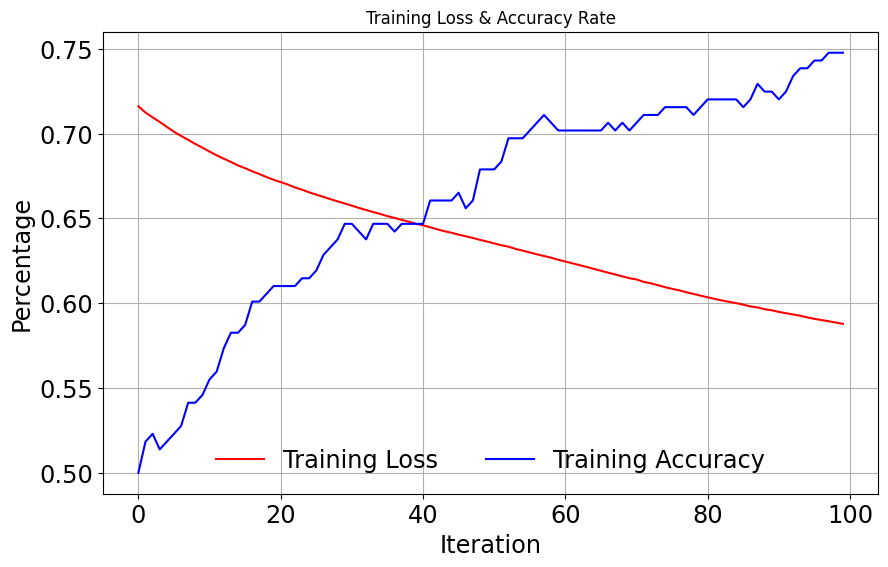 Training Loss & Accuracy Rate
0.75
0.70
0.65
0.60
0.55
0.50
Percentage
Training Loss
Training Accuracy
0 20 40 60 80 100
Iteration